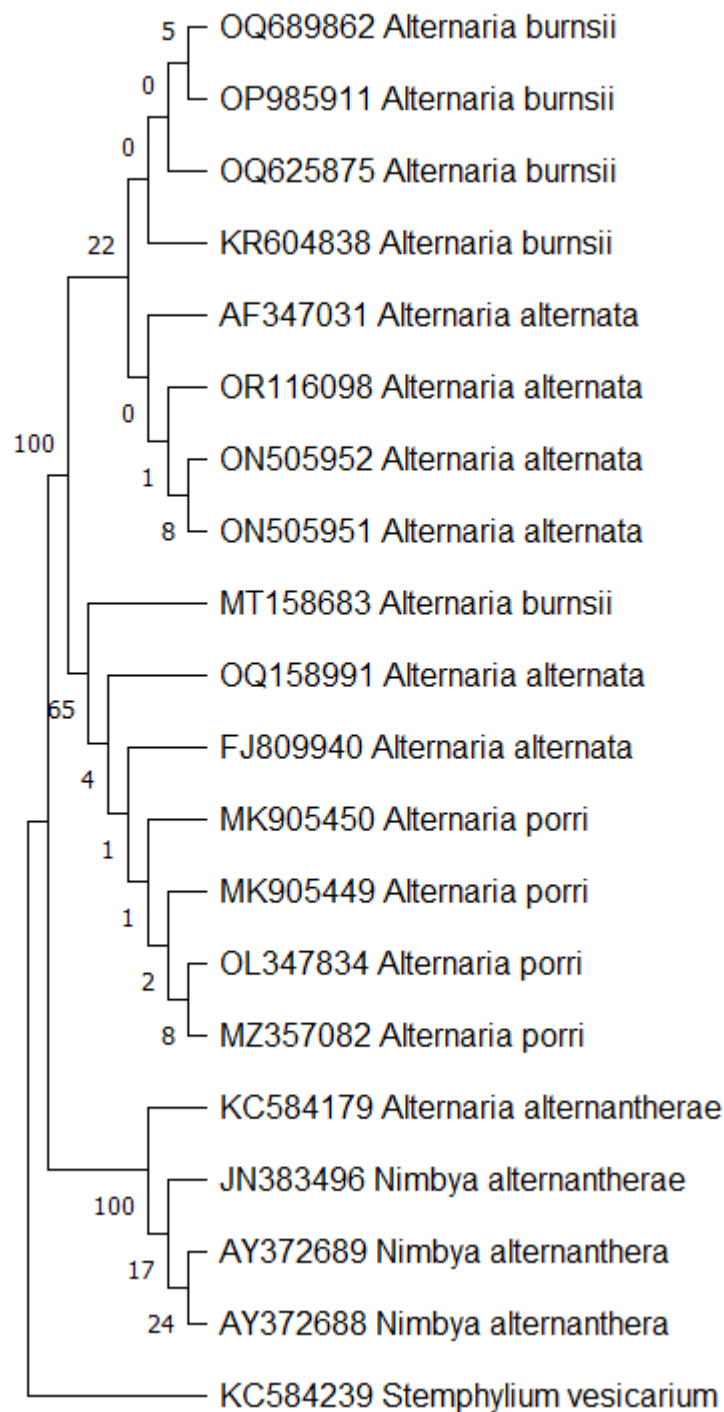 5
OQ689862 Alternaria burnsii
0
OP985911 Alternaria burnsii
0
OQ625875 Alternaria burnsii
22
KR604838 Alternaria burnsii
AF347031 Alternaria alternata
OR116098 Alternaria alternata
0
100
ON505952 Alternaria alternata
1
8
ON505951 Alternaria alternata
MT158683 Alternaria burnsii
OQ158991 Alternaria alternata
65
FJ809940 Alternaria alternata
4
MK905450 Alternaria porri
1
MK905449 Alternaria porri
1
OL347834 Alternaria porri
2
8
MZ357082 Alternaria porri
KC584179 Alternaria alternantherae
JN383496 Nimbya alternantherae
100
AY372689 Nimbya alternanthera
17
24
AY372688 Nimbya alternanthera
KC584239 Stemphylium vesicarium